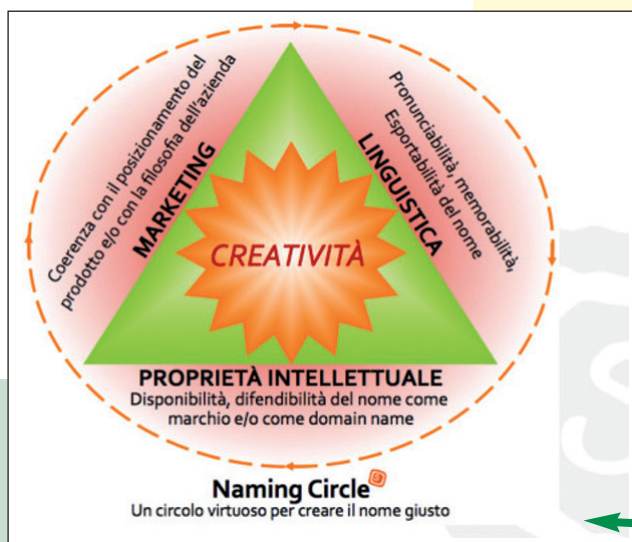 Coerenza con il posizionamento del
prodotto e/o con la filosofia dell'azienda
MARKETING
Pronunciabilità, memorabilità,
Esportabilità del nome
LINGUISTICA
CREATIVITÀ
PROPRIETÀ INTELLETTUALE
Disponibilità, difendibilità del nome come
marchio e/o come domain name
Naming Circle
Un circolo virtuoso per creare il nome giusto